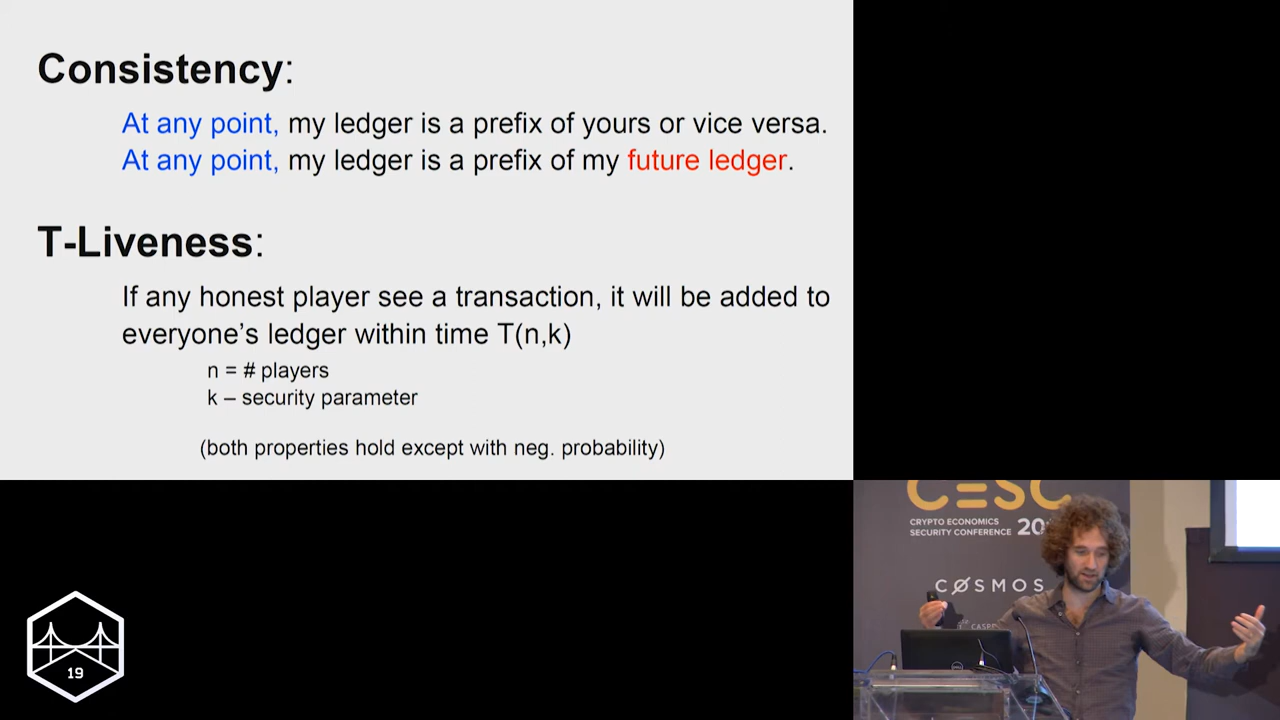 Consistency:
At any point, my ledger is a prefix of yours or vice versa.
At any point, my ledger is a prefix of my future ledger.
T-Liveness:
If any honest player see a transaction, it will be added to
everyone's ledger within time T(n,k)
n = # players
k – security parameter
(both properties hold except with neg. probability)
CESC
CRYPTO ECONOMICS
SECURITY CONFERENCE
COSMOS
DELL
19